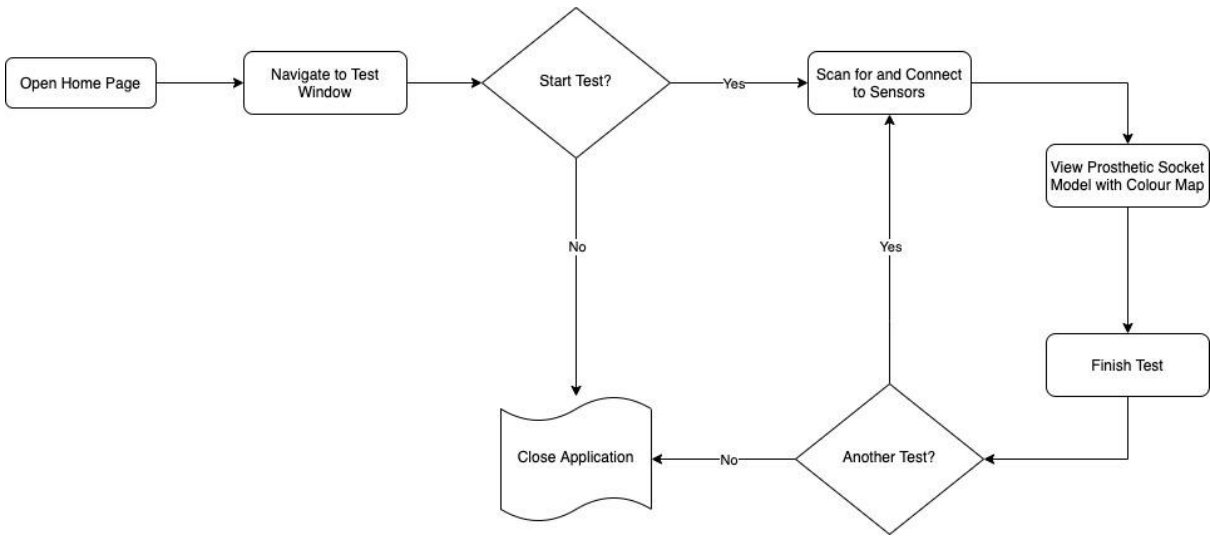 Open Home Page
Navigate to Test
Window
Start Test?
Yes
Scan for and Connect
to Sensors
View Prosthetic Socket
Model with Colour Map
No
Yes
Finish Test
Close Application
No
Another Test?